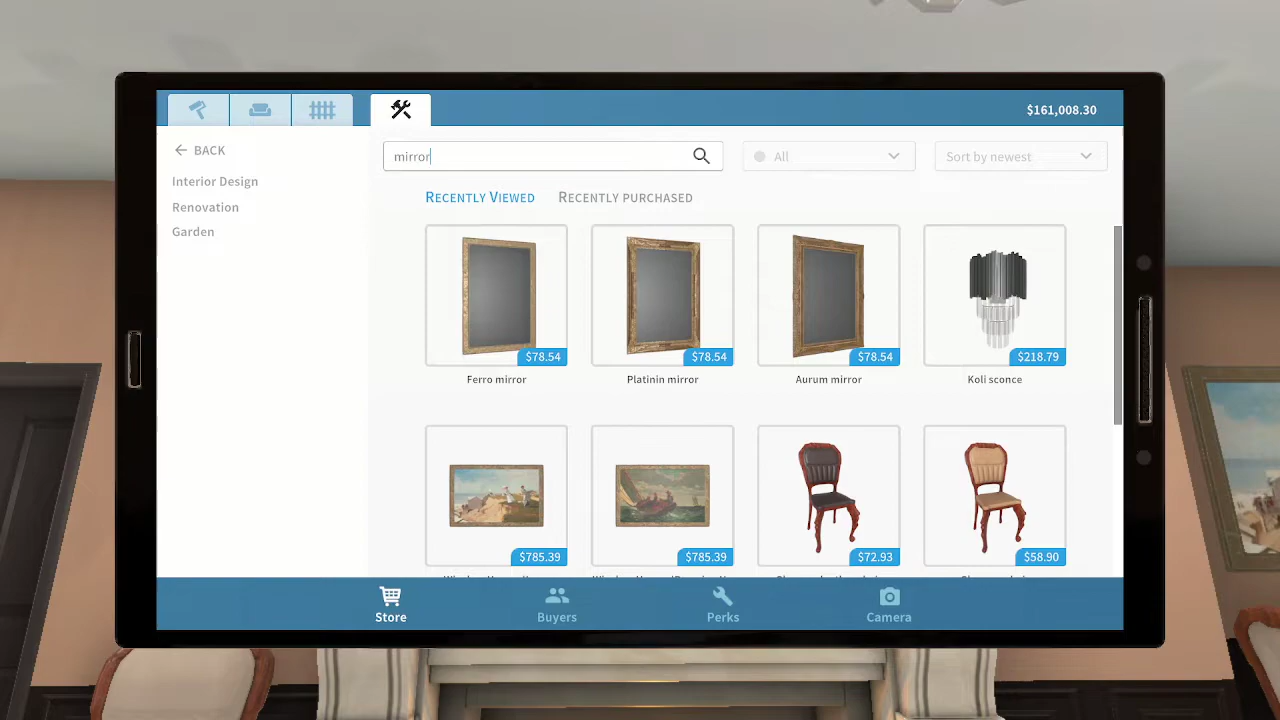 $161,008.30
BACK
mirror
All
Sort by newest
Interior Design
Renovation
Garden
RECENTLY VIEWED
RECENTLY PURCHASED
$78.54
$78.54
$78.54
$218.79
Ferro mirror
Platinin mirror
Aurum mirror
Koli sconce
$785.39
$785.39
$72.93
$58.90
Store
Buyers
Perks
Camera